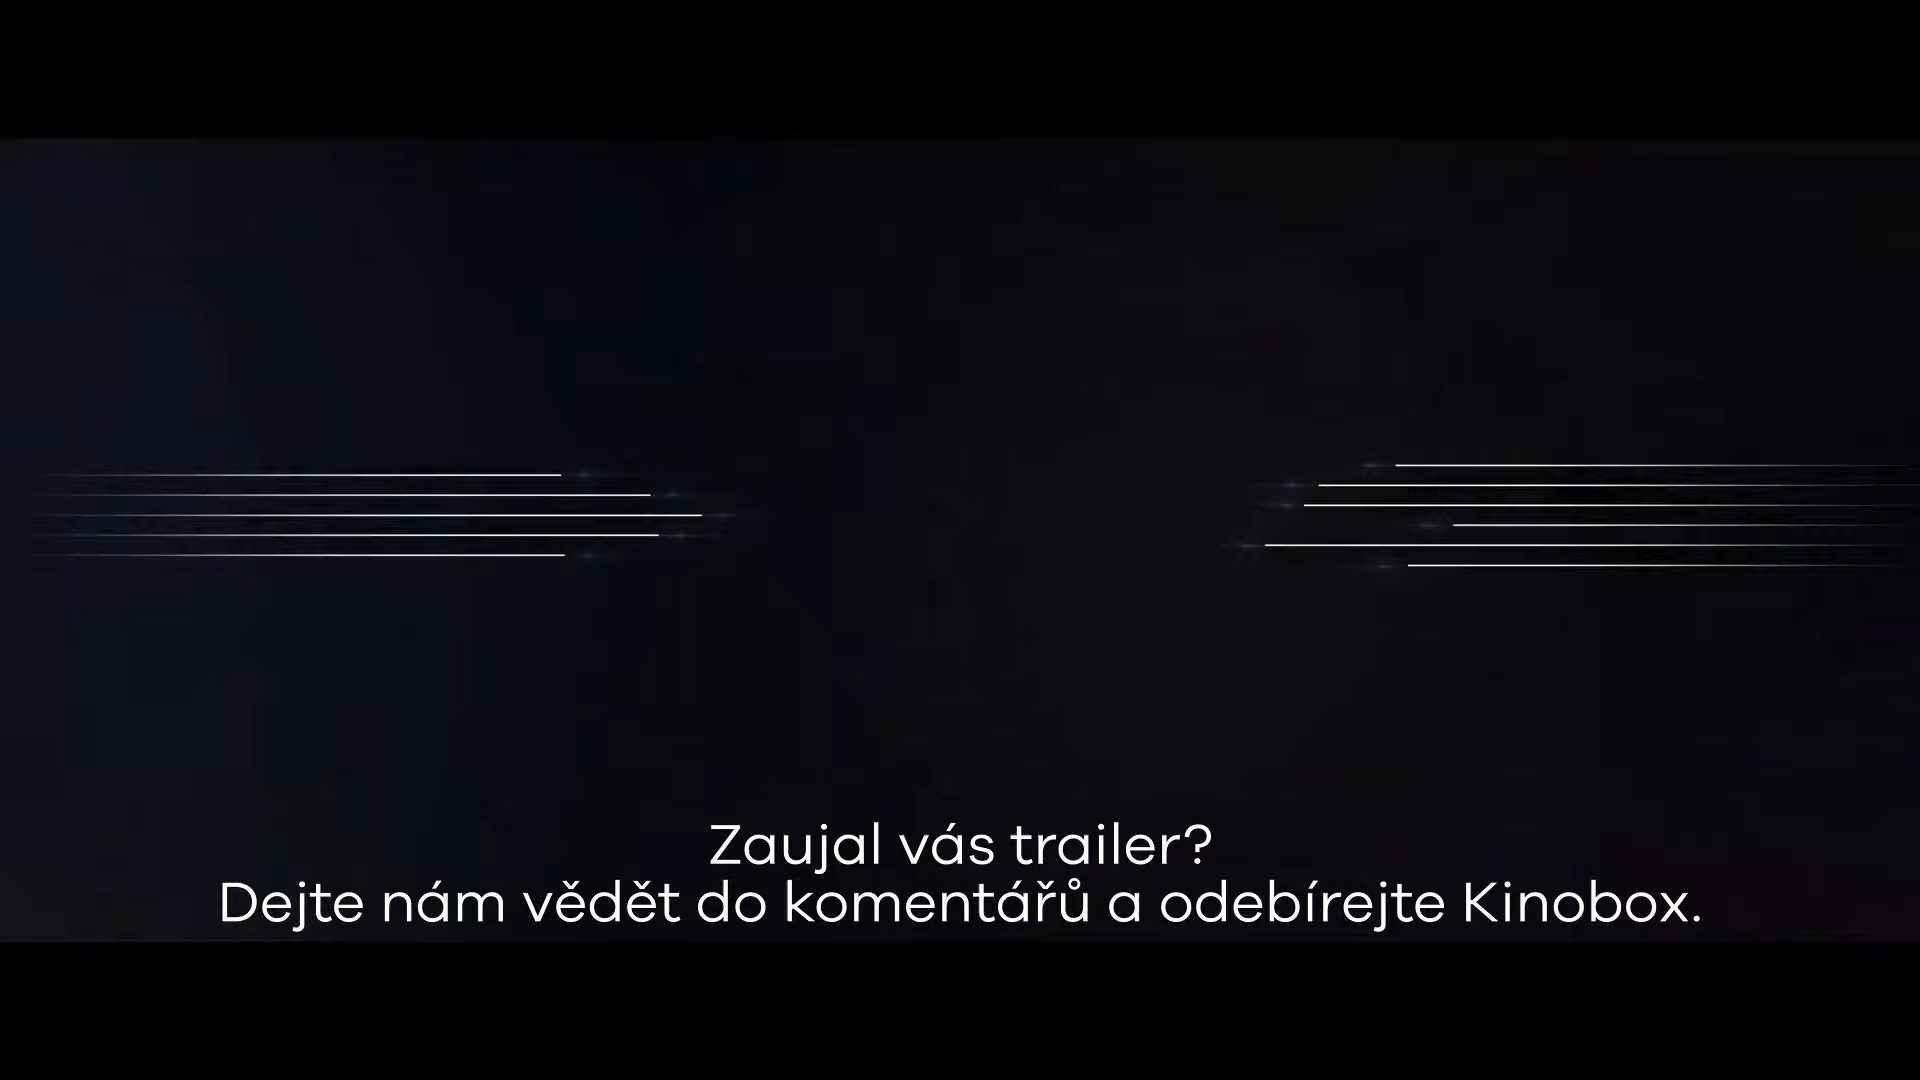 Zaujal vás trailer?
Dejte nám vědět do komentářů a odebírejte Kinobox.